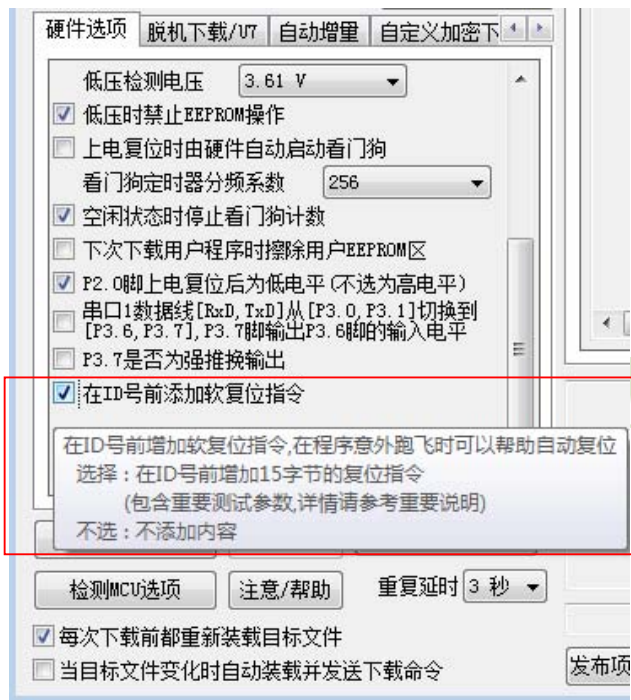 硬件选项 脱机下载/U7 自动增量 自定义加密下
低压检测电压 3.61 V
低压时禁止EEPROM操作
上电复位时由硬件自动启动看门狗
看门狗定时器分频系数 256
空闲状态时停止看门狗计数
下次下载用户程序时擦除用户EEPROM区
P2.0脚上电复位后为低电平(不选为高电平)
串口1数据线[RxD,TxD]从[P3.0,P3.1]切换到
[P3.6,P3.7],P3.7脚输出P3.6脚的输入电平
P3.7是否为强推挽输出
在ID号前添加软复位指令
在ID号前增加软复位指令,在程序意外跑飞时可以帮助自动复位
选择:在ID号前增加15字节的复位指令
(包含重要测试参数,详情请参考重要说明)
不选:不添加内容
检测MCU选项 注意/帮助 重复延时 3 秒
每次下载前都重新装载目标文件
当目标文件变化时自动装载并发送下载命令
发布项